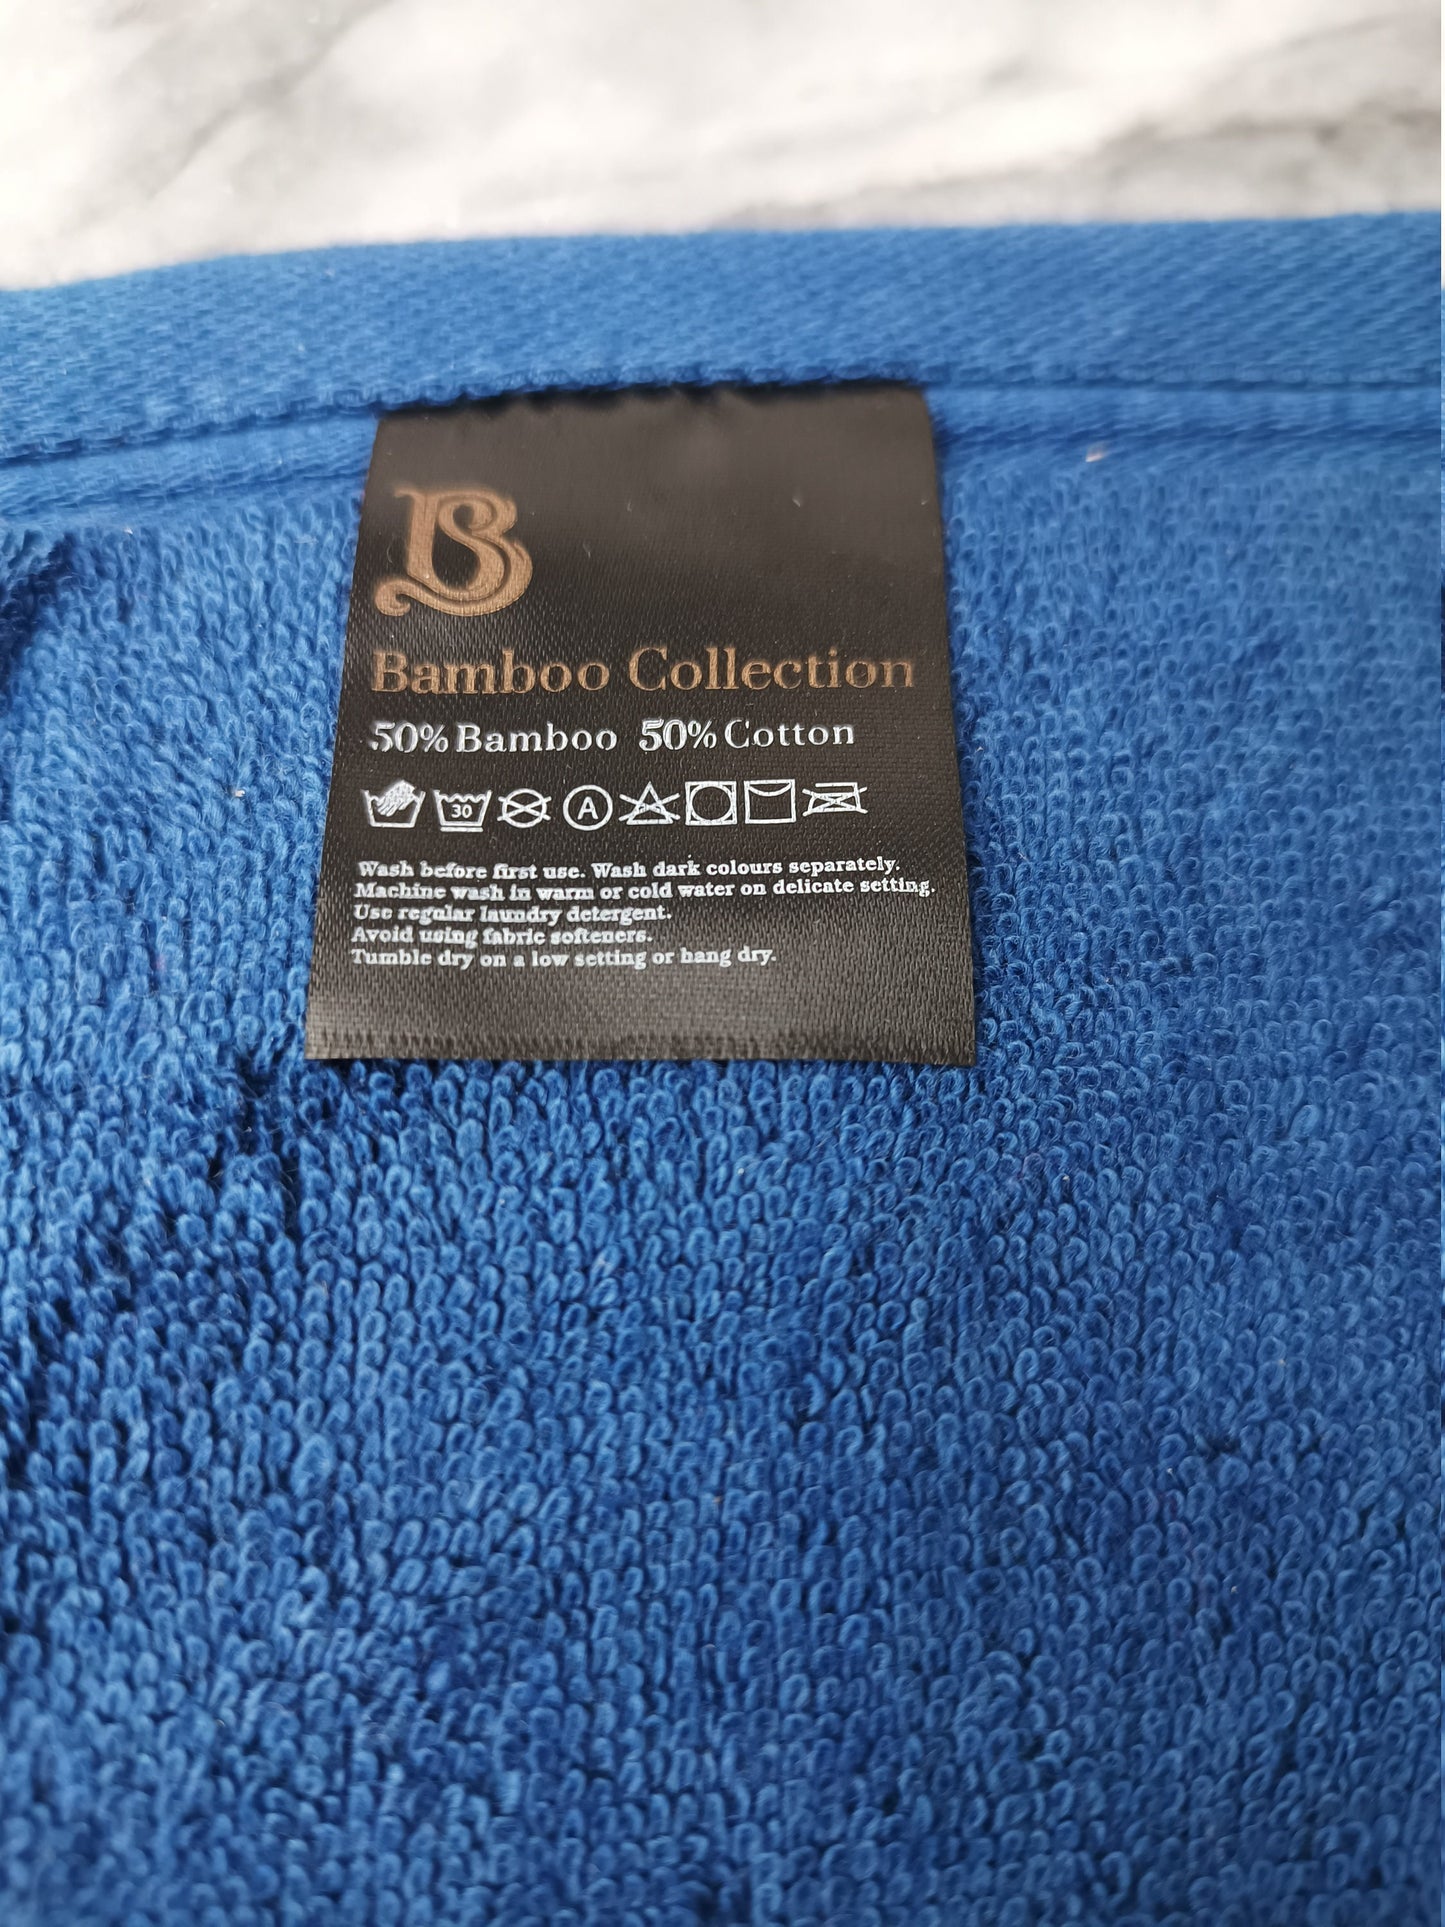 B
Bamboo Collection
50% Bamboo 50% Cotton
30 A
Wash before first use. Wash dark colours separately.
Machine wash in warm or cold water on delicate setting.
Use regular laundry detergent.
Avoid using fabric softeners.
Tumble dry on a low setting or hang dry.